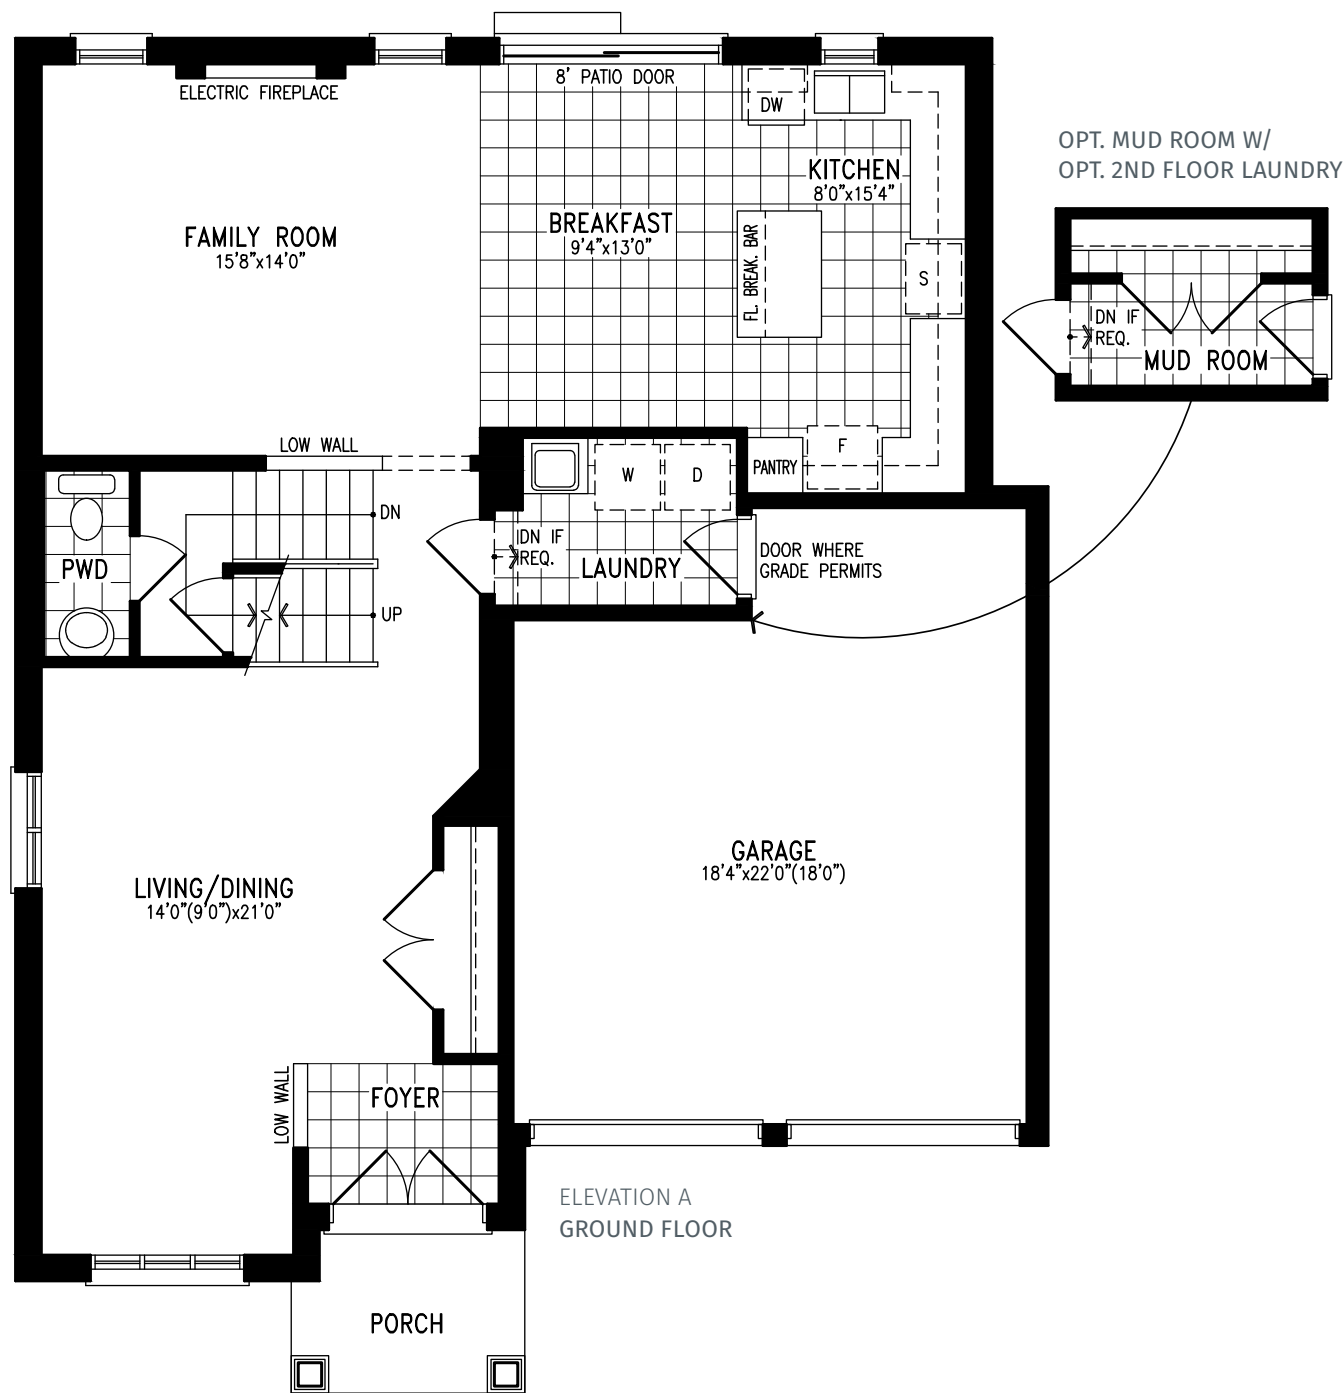 8' PATIO DOOR
ELECTRIC FIREPLACE
DW
OPT. MUD ROOM W/
OPT. 2ND FLOOR LAUNDRY
KITCHEN
8'0"x15'4"
FAMILY ROOM
15'8"x14'0"
BREAKFAST
9'4"x13'0"
FL. BREAK. BAR
S
DN IF
REQ.
MUD ROOM
LOW WALL
W
D
PANTRY
F
DN
PWD
DN IF
REQ.
LAUNDRY
DOOR WHERE
GRADE PERMITS
UP
GARAGE
18'4"x22'0"(18'0")
LIVING/DINING
14'0"(9'0")x21'0"
LOW WALL
FOYER
ELEVATION A
GROUND FLOOR
PORCH